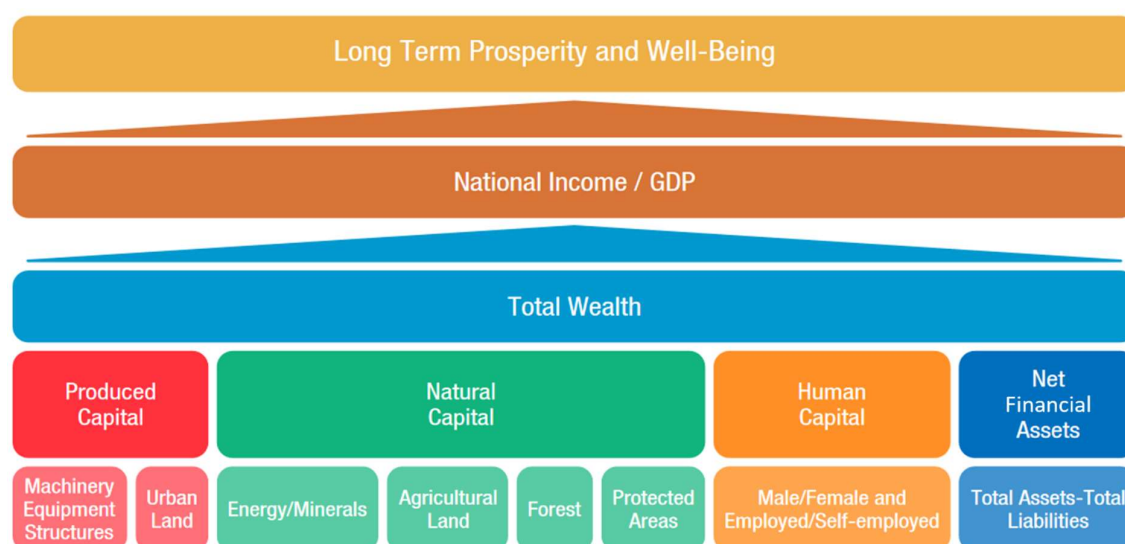 Long Term Prosperity and Well-Being
National Income / GDP
Total Wealth
Produced
Capital
Natural
Capital
Human
Capital
Net
Financial
Assets
Machinery
Equipment
Structures
Urban
Land
Energy/Minerals
Agricultural
Land
Forest
Protected
Areas
Male/Female and
Employed/Self-employed
Total Assets-Total
Liabilities